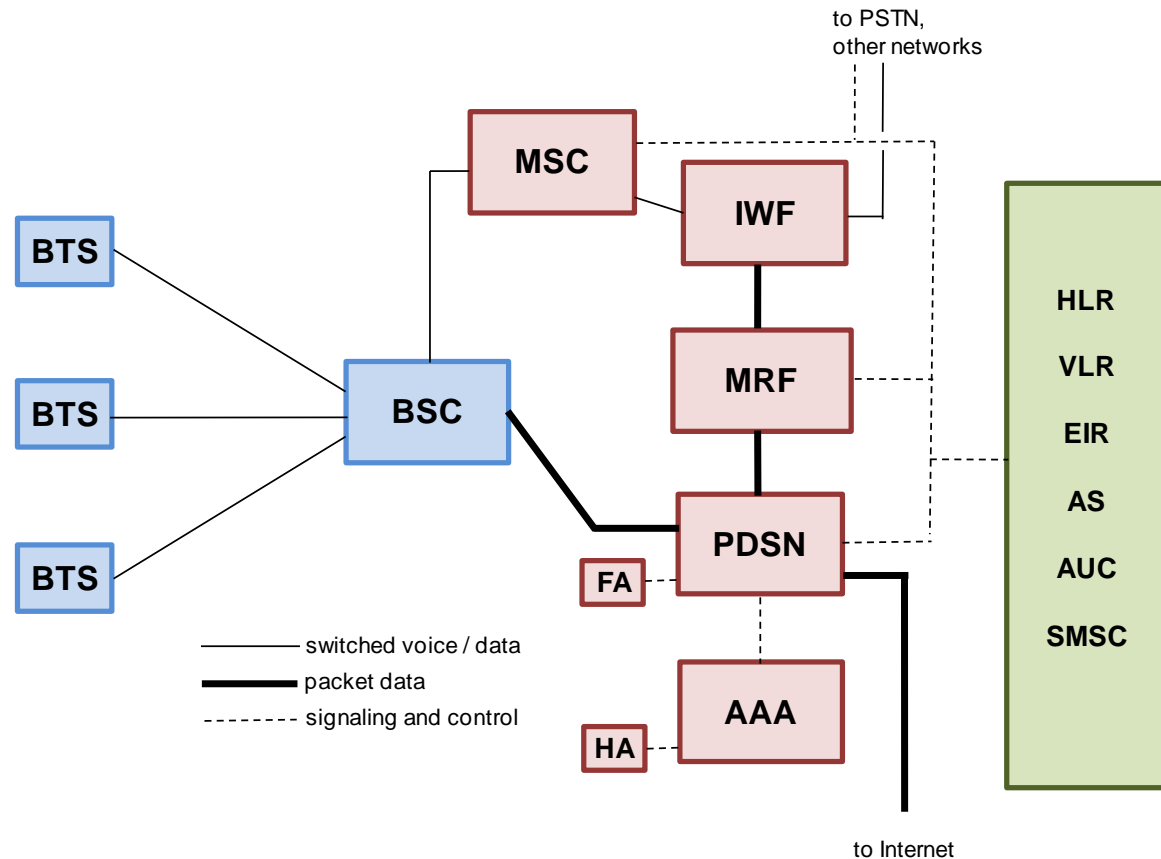 to PSTN,
other networks
MSC
IWF
BTS
HLR
MRF
VLR
BTS
BSC
EIR
AS
PDSN
BTS
FA
AUC
switched voice / data
SMSC
packet data
AAA
signaling and control
HA
to Internet